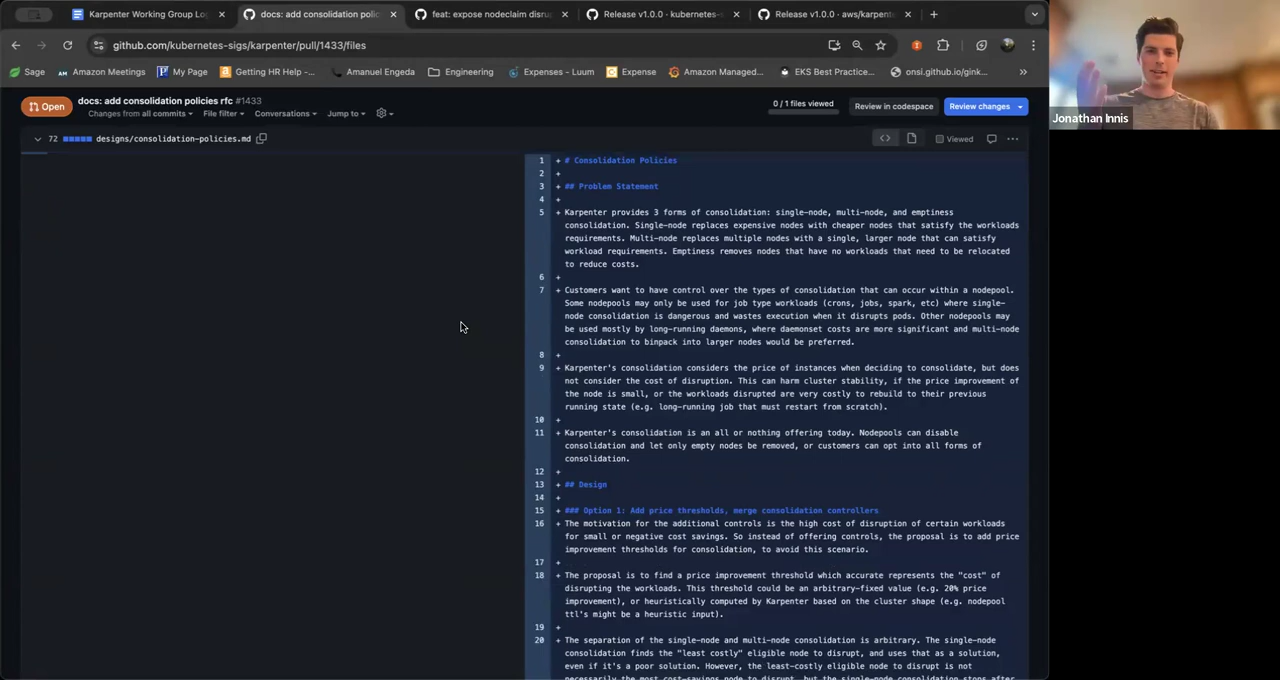 Karpenter Working Group Log
docs: add consolidation polic
feat: expose nodeclaim disrup
Release v1.0.0 · kubernetes-s
Release v1.0.0 · aws/karpente
github.com/kubernetes-sigs/karpenter/pull/1433/files
Sage
Amazon Meetings
My Page
Getting HR Help -...
Amanuel Engeda
Engineering
Expenses - Luum
Expense
Amazon Managed...
EKS Best Practice...
onsi.github.io/gink...
Open
docs: add consolidation policies rfc #1433
Changes from all commits
File filter
Conversations
Jump to
0 / 1 files viewed
Review in codespace
Review changes
Jonathan Innis
72
designs/consolidation-policies.md
Viewed
1 + # Consolidation Policies
2 +
3 + ## Problem Statement
4 +
5 + Karpenter provides 3 forms of consolidation: single-node, multi-node, and emptiness
consolidation. Single-node replaces expensive nodes with cheaper nodes that satisfy the workloads
requirements. Multi-node replaces multiple nodes with a single, larger node that can satisfy
workload requirements. Emptiness removes nodes that have no workloads that need to be relocated
to reduce costs.
6 +
7 + Customers want to have control over the types of consolidation that can occur within a nodepool.
Some nodepools may only be used for job type workloads (crons, jobs, spark, etc) where single-
node consolidation is dangerous and wastes execution when it disrupts pods. Other nodepools may
be used mostly by long-running daemons, where daemonset costs are more significant and multi-node
consolidation to binpack into larger nodes would be preferred.
8 +
9 + Karpenter's consolidation considers the price of instances when deciding to consolidate, but does
not consider the cost of disruption. This can harm cluster stability, if the price improvement of
the node is small, or the workloads disrupted are very costly to rebuild to their previous
running state (e.g. long-running job that must restart from scratch).
10 +
11 + Karpenter's consolidation is an all or nothing offering today. Nodepools can disable
consolidation and let only empty nodes be removed, or customers can opt into all forms of
consolidation.
12 +
13 + ## Design
14 +
15 + ### Option 1: Add price thresholds, merge consolidation controllers
16 + The motivation for the additional controls is the high cost of disruption of certain workloads
for small or negative cost savings. So instead of offering controls, the proposal is to add price
improvement thresholds for consolidation, to avoid this scenario.
17 +
18 + The proposal is to find a price improvement threshold which accurate represents the "cost" of
disrupting the workloads. This threshold could be an arbitrary-fixed value (e.g. 20% price
improvement), or heuristically computed by Karpenter based on the cluster shape (e.g. nodepool
ttl's might be a heuristic input).
19 +
20 + The separation of the single-node and multi-node consolidation is arbitrary. The single-node
consolidation finds the "least costly" eligible node to disrupt, and uses that as a solution,
even if it's a poor solution. However, the least-costly eligible node to disrupt is not
necessarily the most cost-savings node to disrupt, but the single-node consolidation stops after